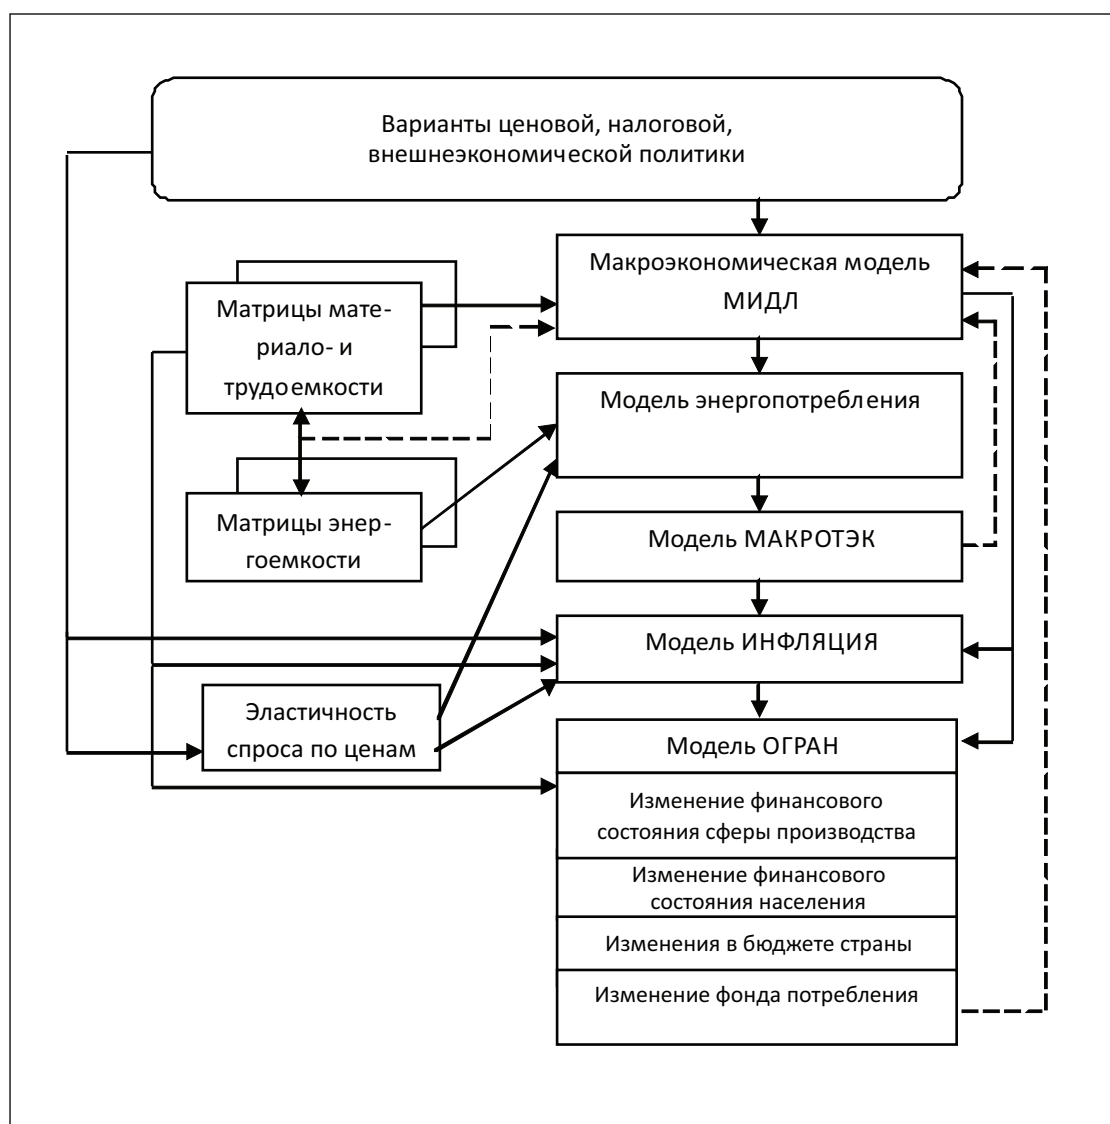 Варианты ценовой, налоговой,
внешнеэкономической политики
Макроэкономическая модель
МИДЛ
Матрицы мате-
риало- и
трудоемкости
Модель энергопотребления
Матрицы энер-
гоемкости
Модель МАКРОТЭК
Модель ИНФЛЯЦИЯ
Эластичность
спроса по ценам
Модель ОГРАН
Изменение финансового
состояния сферы производства
Изменение финансового
состояния населения
Изменения в бюджете страны
Изменение фонда потребления